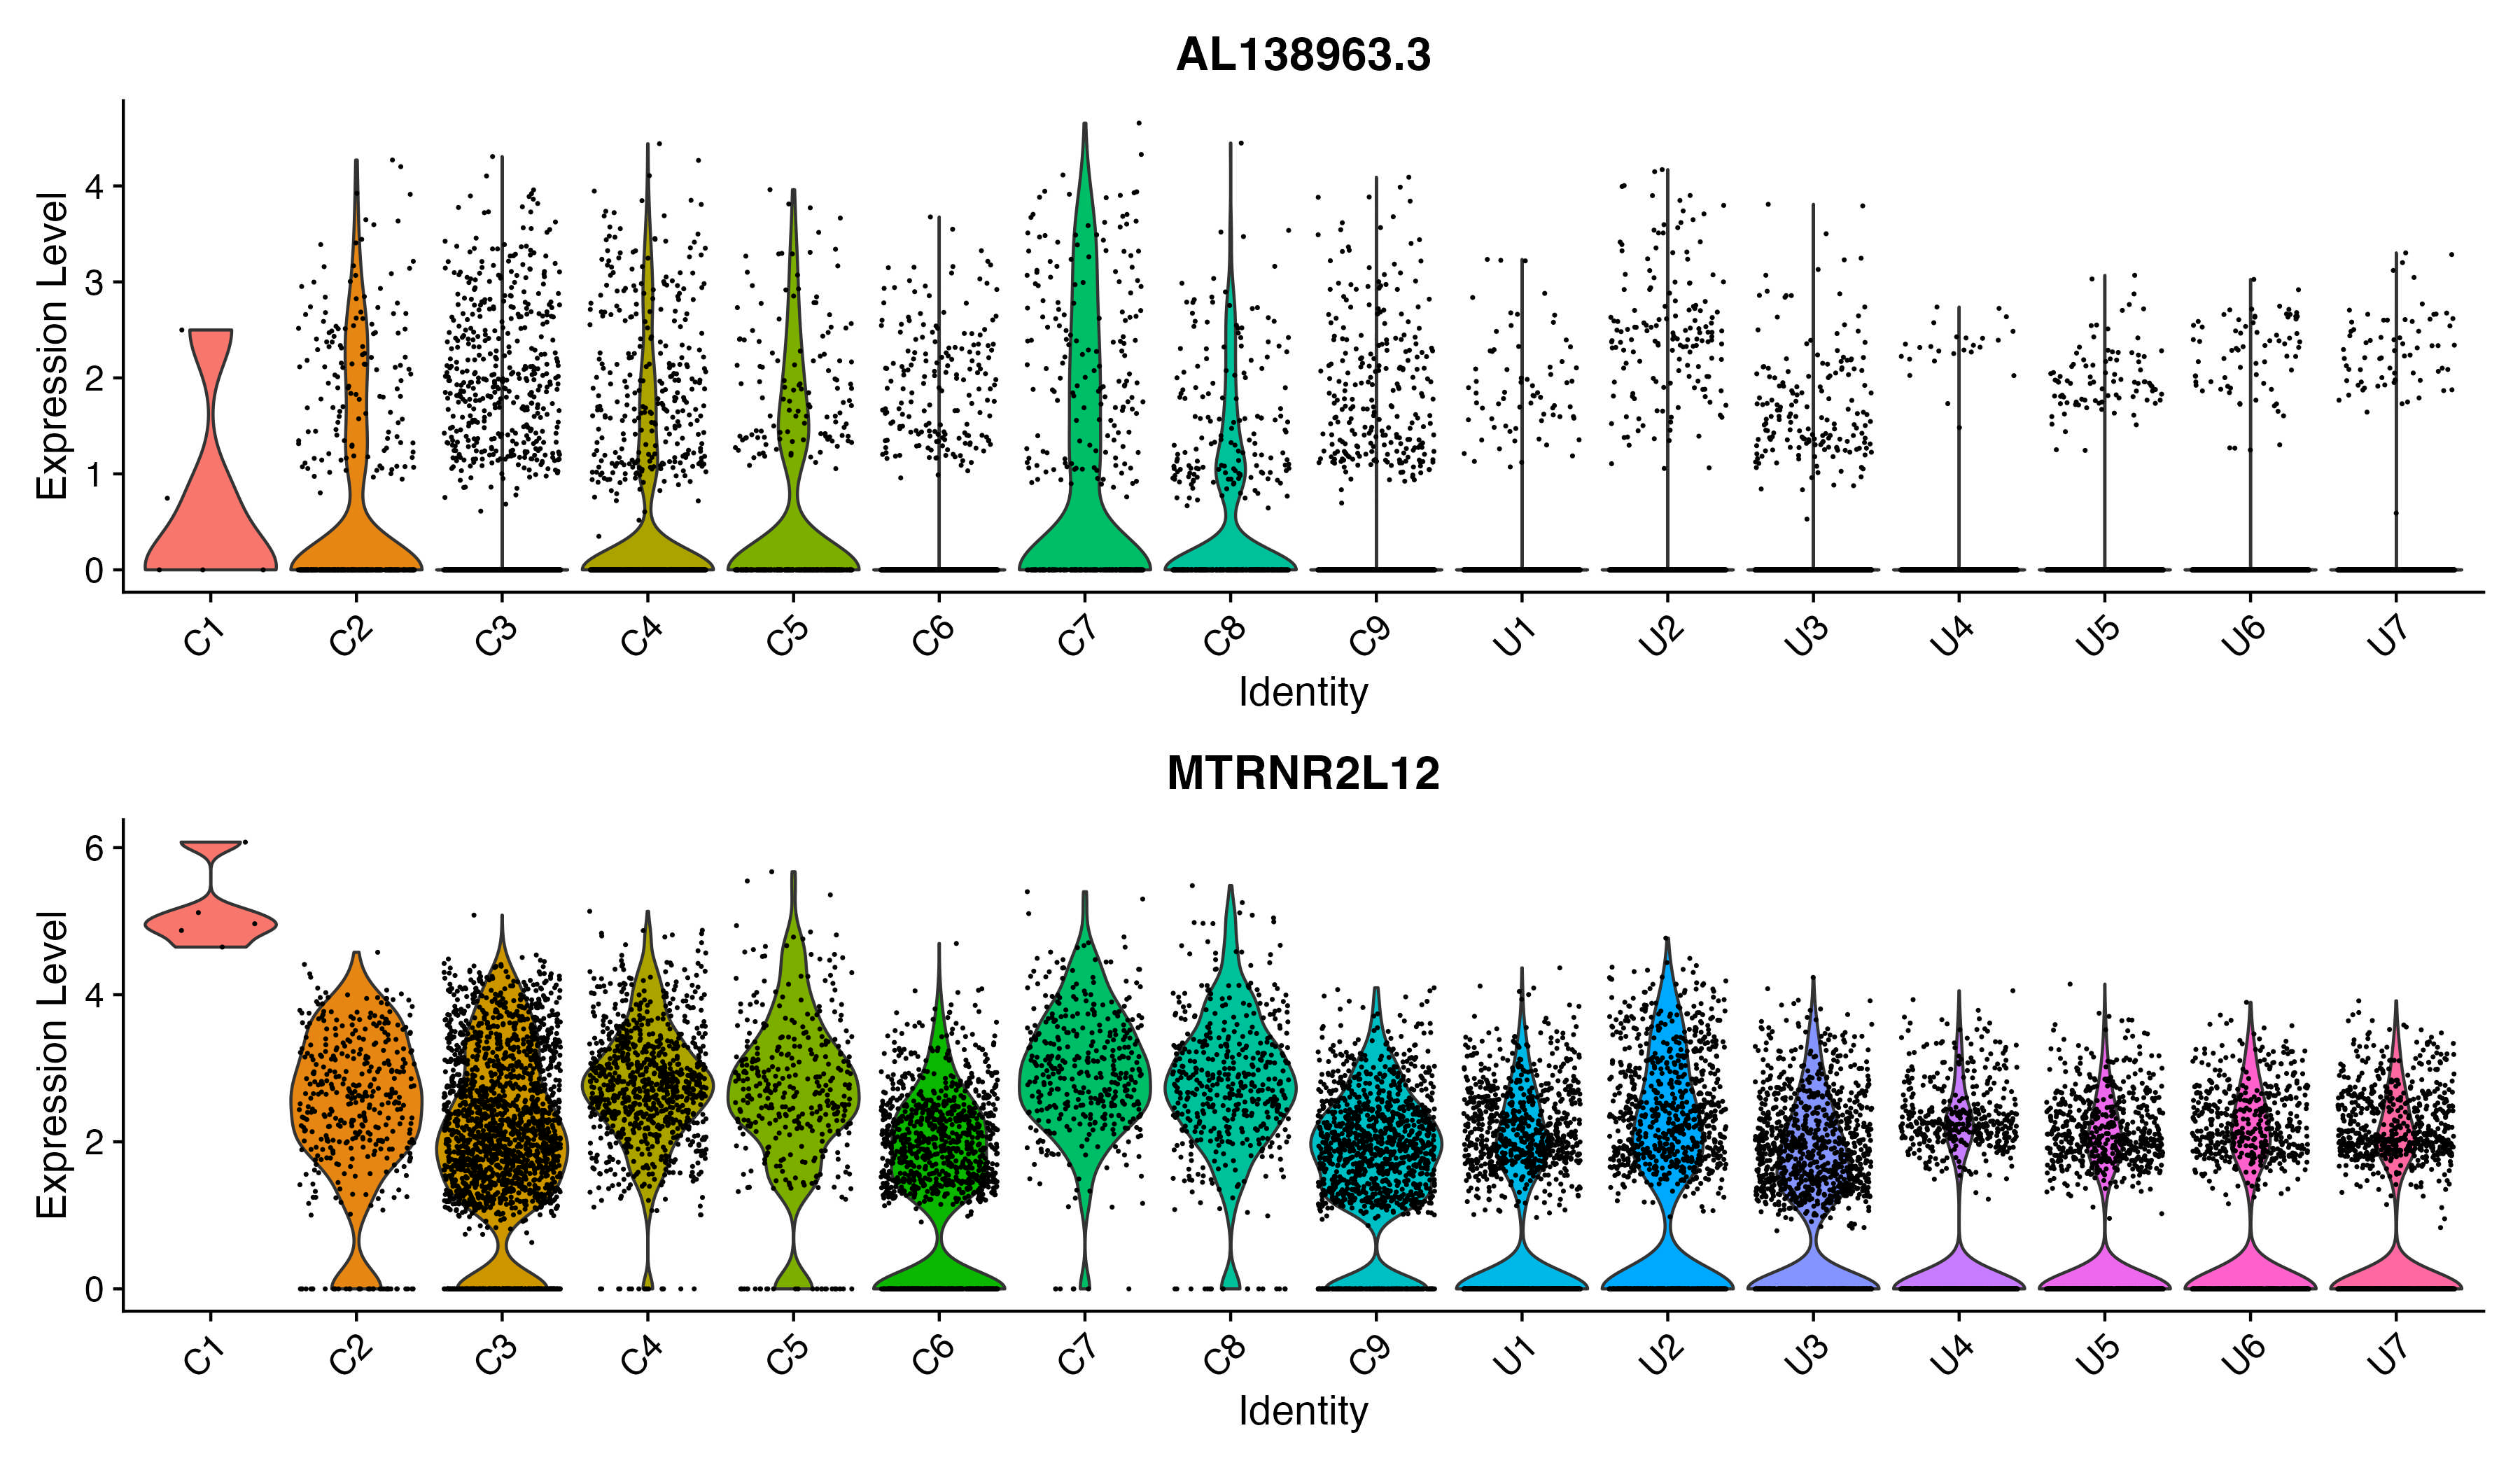 AL138963.3
Expression Level
4
3
2
1
0
C1 C2 C3 C4 C5 C6 C7 C8 C9 U1 U2 U3 U4 U5 U6 U7
Identity
MTRNR2L12
Expression Level
6
4
2
0
C1 C2 C3 C4 C5 C6 C7 C8 C9 U1 U2 U3 U4 U5 U6 U7
Identity